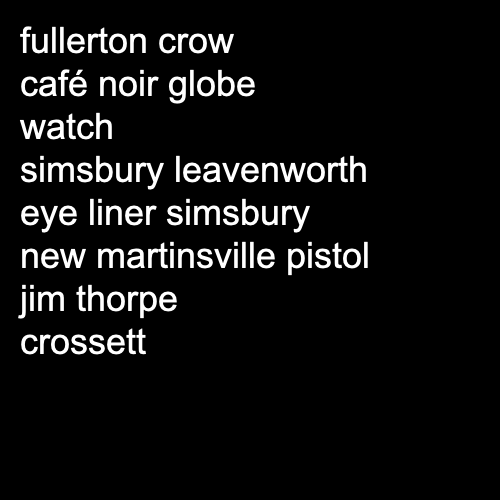 fullerton crow
café noir globe
watch
simsbury leavenworth
eye liner simsbury
new martinsville pistol
jim thorpe
crossett